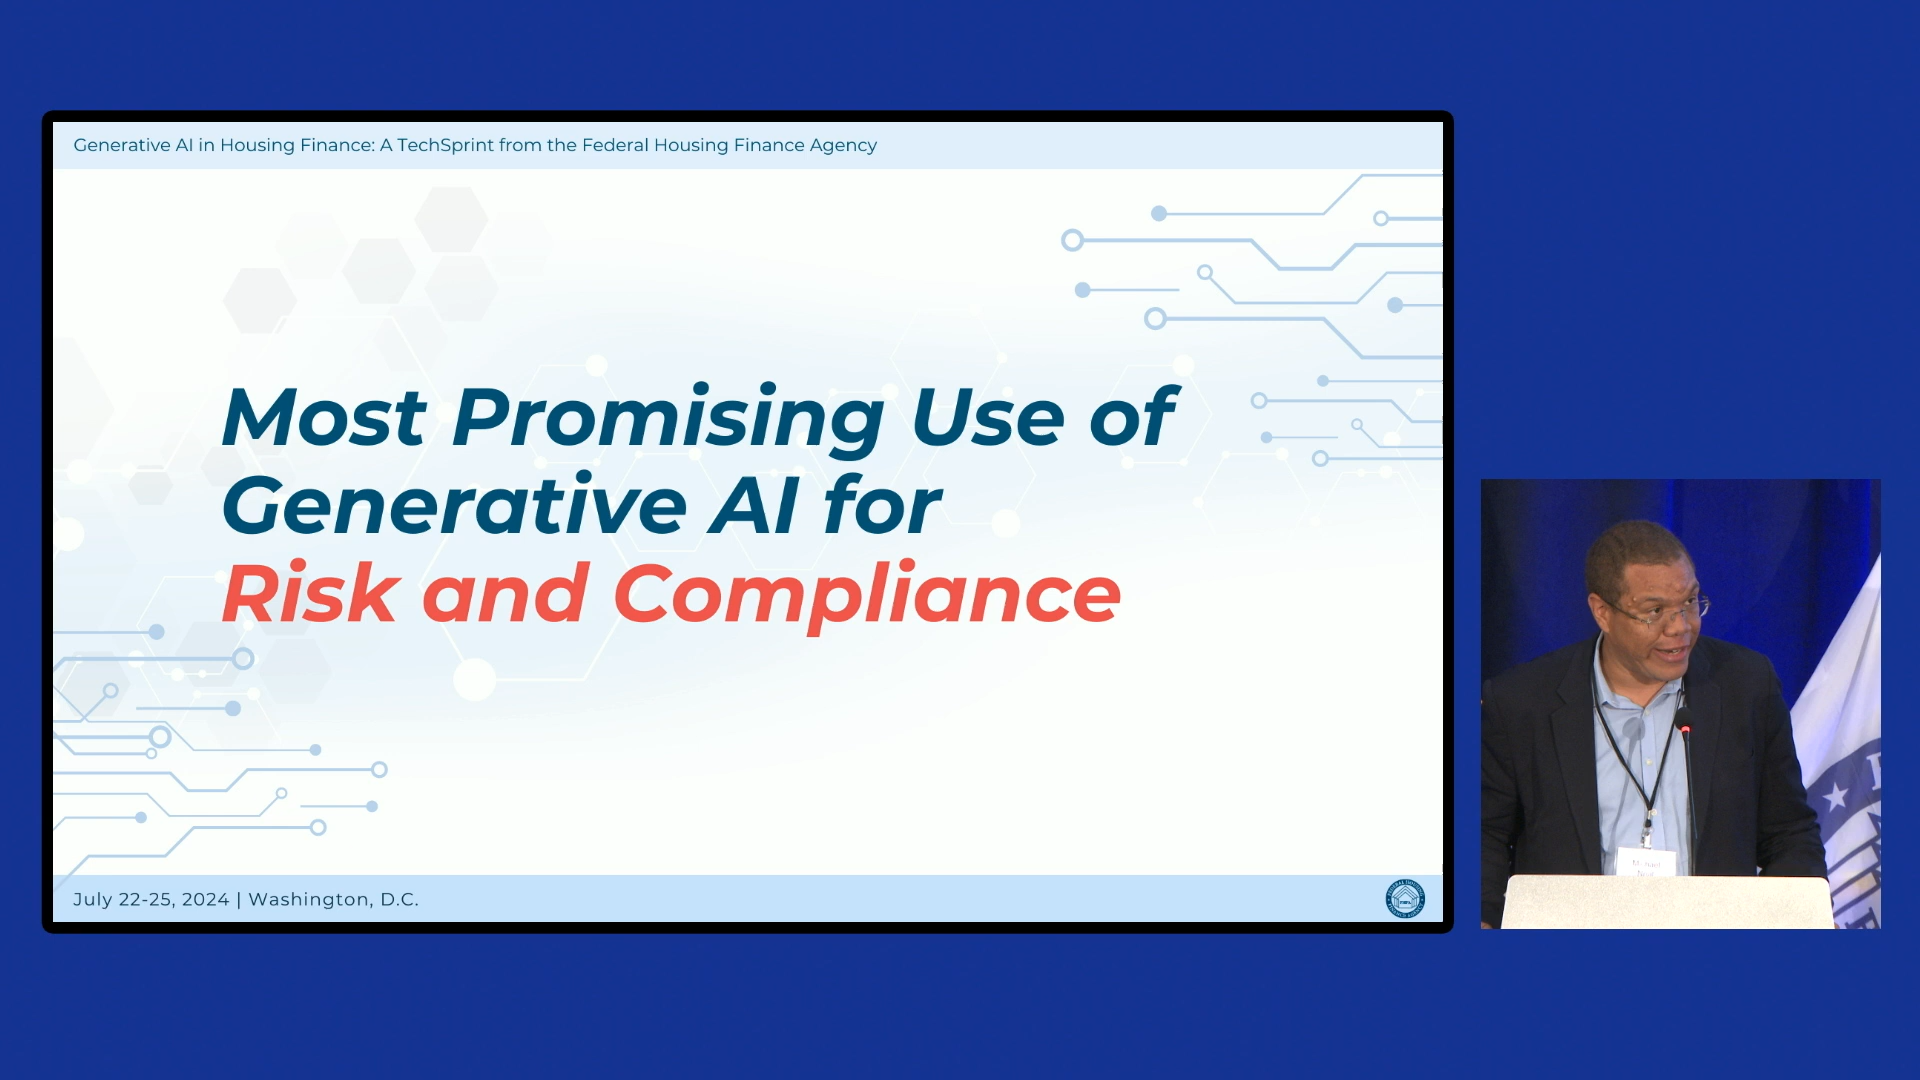 Generative AI in Housing Finance: A TechSprint from the Federal Housing Finance Agency
Most Promising Use of
Generative AI for
Risk and Compliance
July 22-25, 2024 | Washington, D.C.